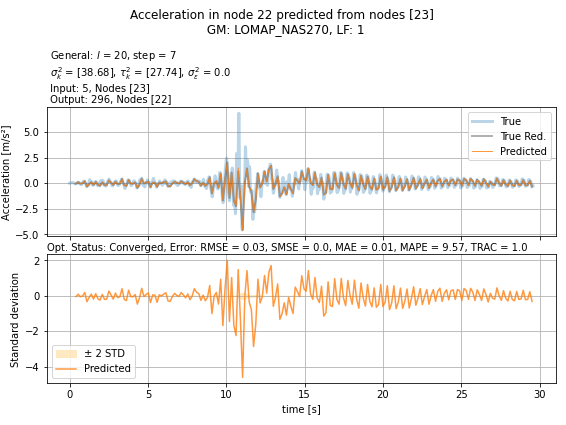 Acceleration in node 22 predicted from nodes [23]
GM: LOMAP_NAS270, LF: 1
General: l = 20, step = 7
σ²ₖ = [38.68], τ²ₖ = [27.74], σ²ε = 0.0
Input: 5, Nodes [23]
Output: 296, Nodes [22]
Acceleration [m/s²]
5.0
2.5
0.0
−2.5
−5.0
True
True Red.
Predicted
Opt. Status: Converged, Error: RMSE = 0.03, SMSE = 0.0, MAE = 0.01, MAPE = 9.57, TRAC = 1.0
Standard deviation
2
0
−2
−4
± 2 STD
Predicted
0 5 10 15 20 25 30
time [s]